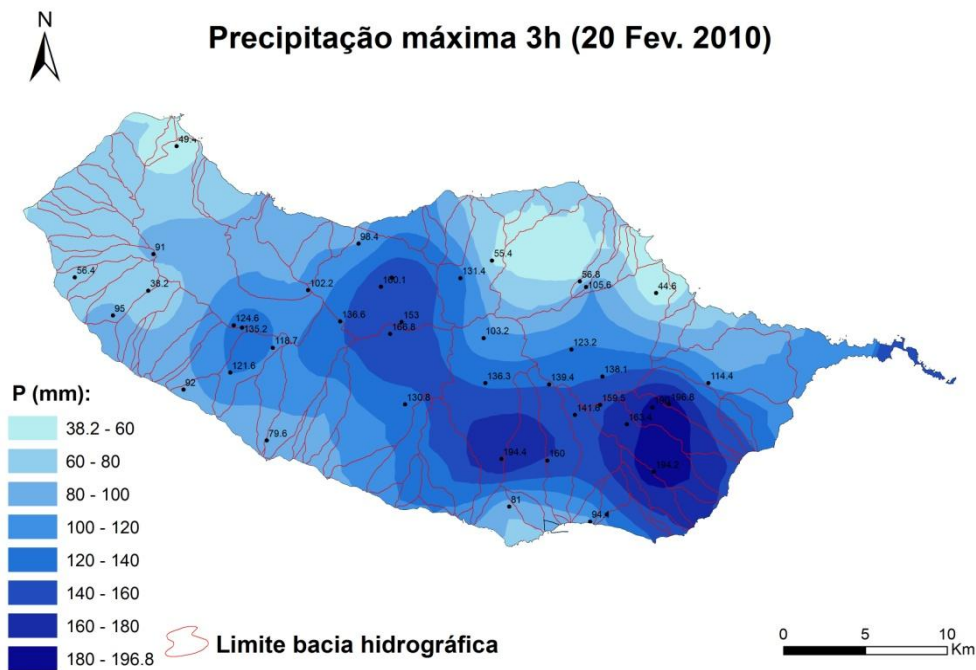 N
Precipitação máxima 3h (20 Fev. 2010)
49.4
98.4
91
55.4
56.4
131.4
56.8
160.1
105.6
38.2
102.2
44.6
95
124.6
136.6
153
135.2
166.8
103.2
118.7
123.2
121.6
138.1
136.3
139.4
114.4
92
130.8
159.5
196.8
141.6
163.4
79.6
194.4
160
194.2
81
94.4
P (mm):
38.2 - 60
60 - 80
80 - 100
100 - 120
120 - 140
140 - 160
160 - 180
180 - 196.8
Limite bacia hidrográfica
0 5 10
Km